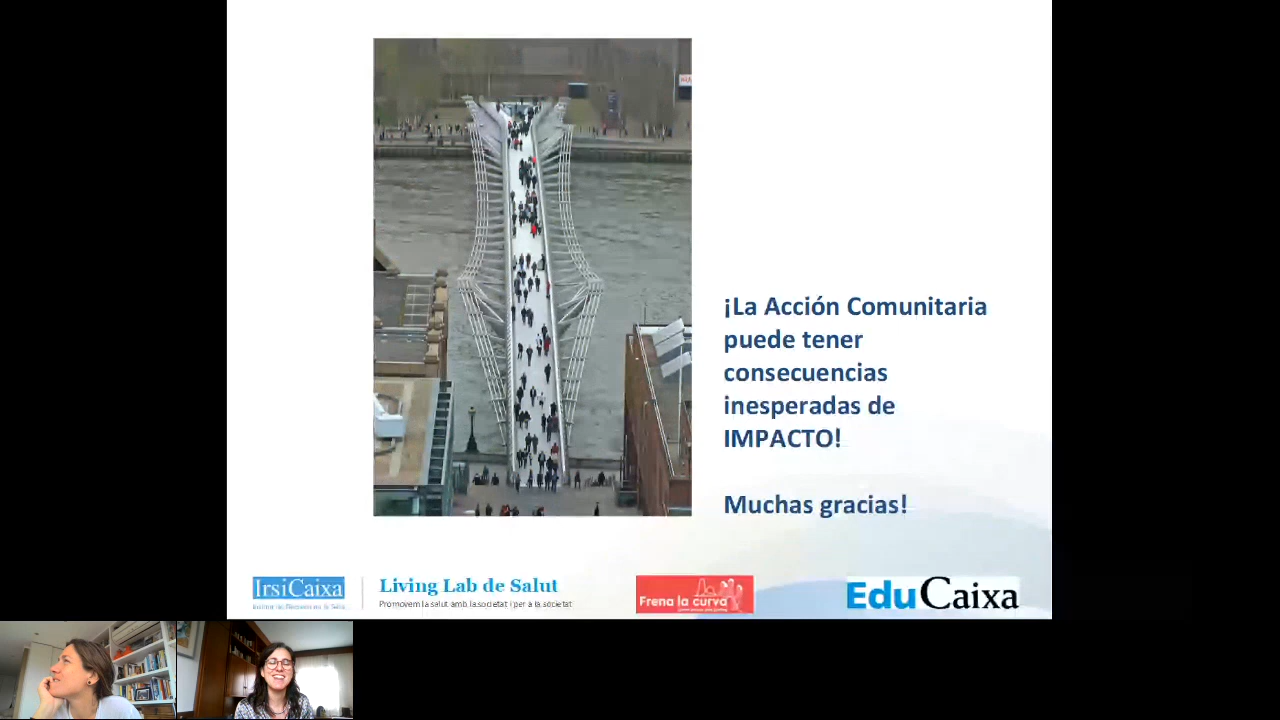 ¡La Acción Comunitaria
puede tener
consecuencias
inesperadas de
IMPACTO!
Muchas gracias!
IrsiCaixa
Living Lab de Salut
Promovem la salut amb la societat i per a la societat
Frena la curva
EduCaixa